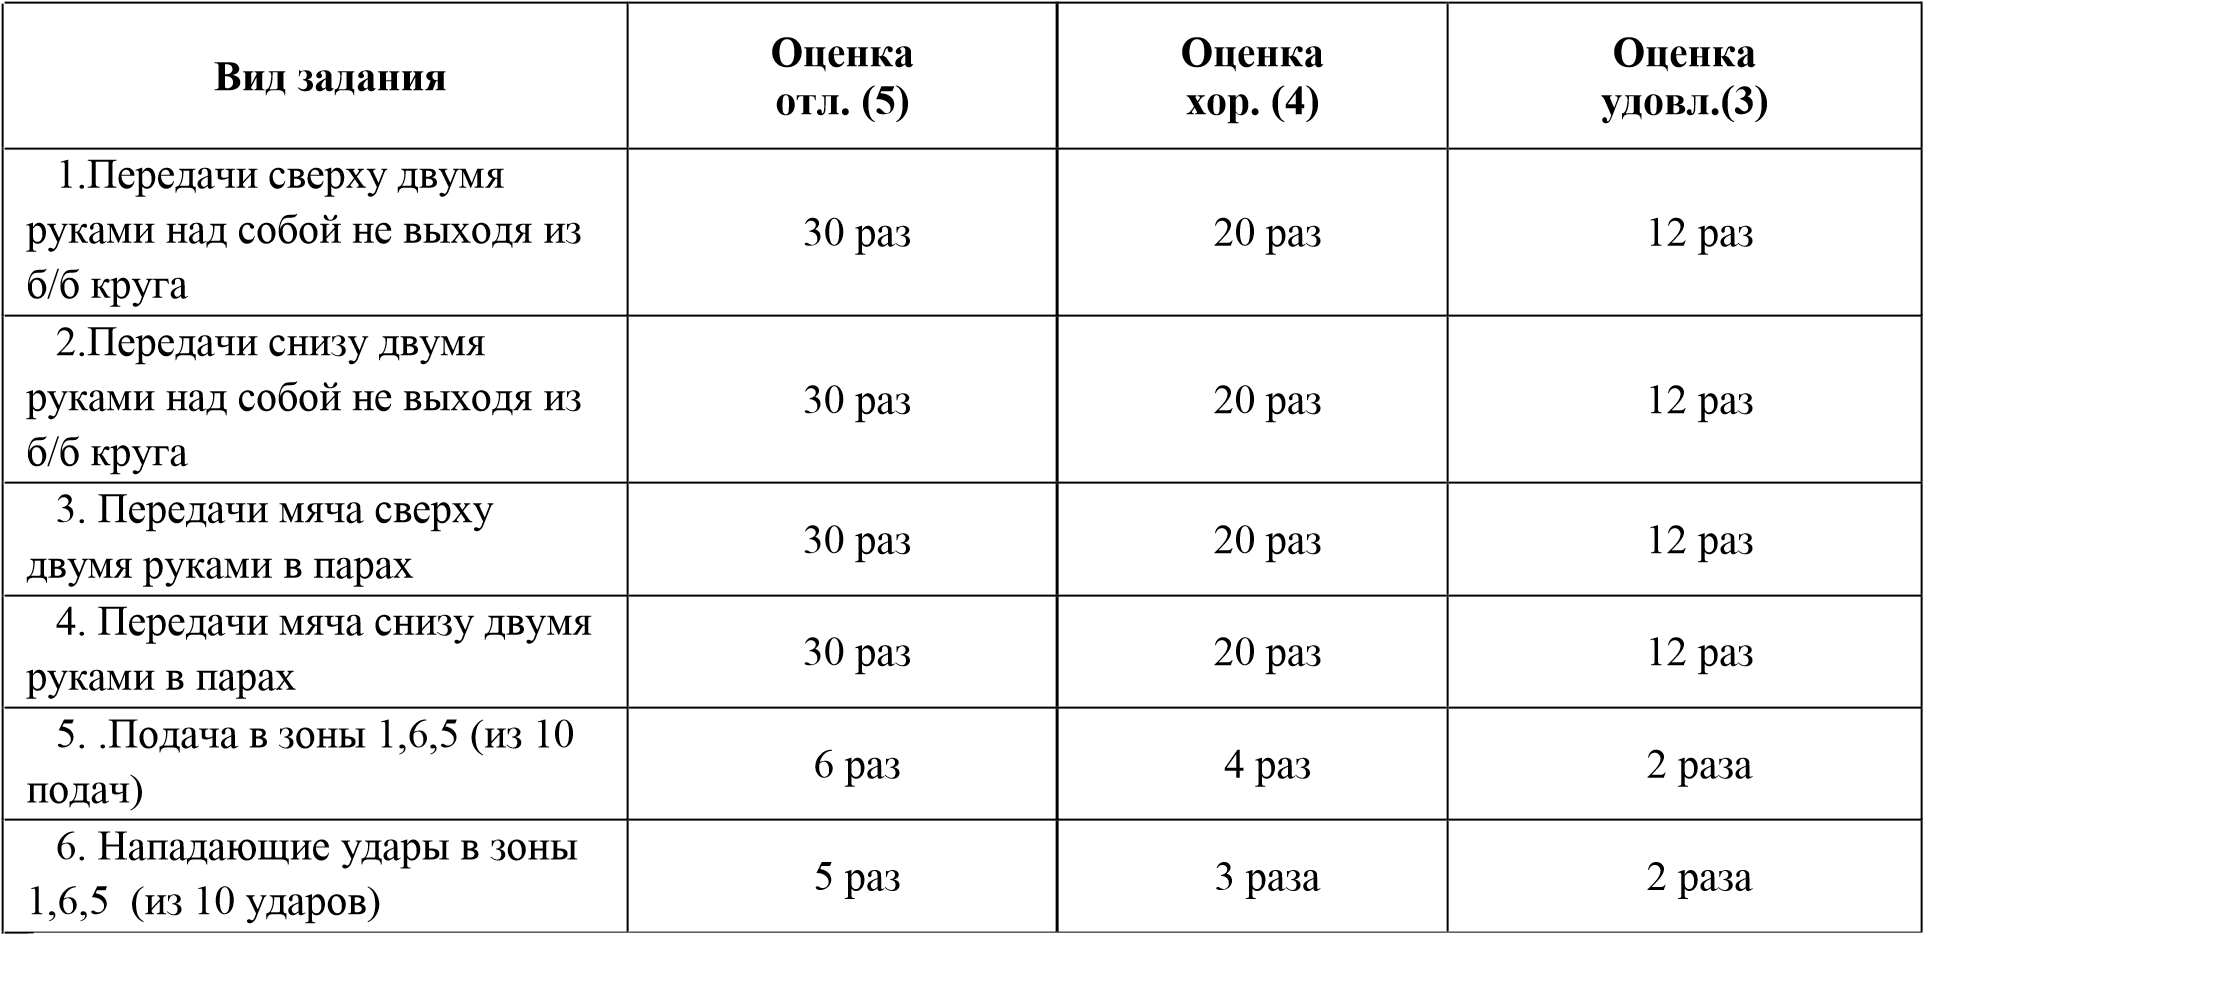 Вид задания
Оценка
отл. (5)
Оценка
хор. (4)
Оценка
удовл.(3)
1.Передачи сверху двумя
руками над собой не выходя из
б/б круга
30 раз
20 раз
12 раз
2.Передачи снизу двумя
руками над собой не выходя из
б/б круга
30 раз
20 раз
12 раз
3. Передачи мяча сверху
двумя руками в парах
30 раз
20 раз
12 раз
4. Передачи мяча снизу двумя
руками в парах
30 раз
20 раз
12 раз
5. .Подача в зоны 1,6,5 (из 10
подач)
6 раз
4 раз
2 раза
6. Нападающие удары в зоны
1,6,5  (из 10 ударов)
5 раз
3 раза
2 раза